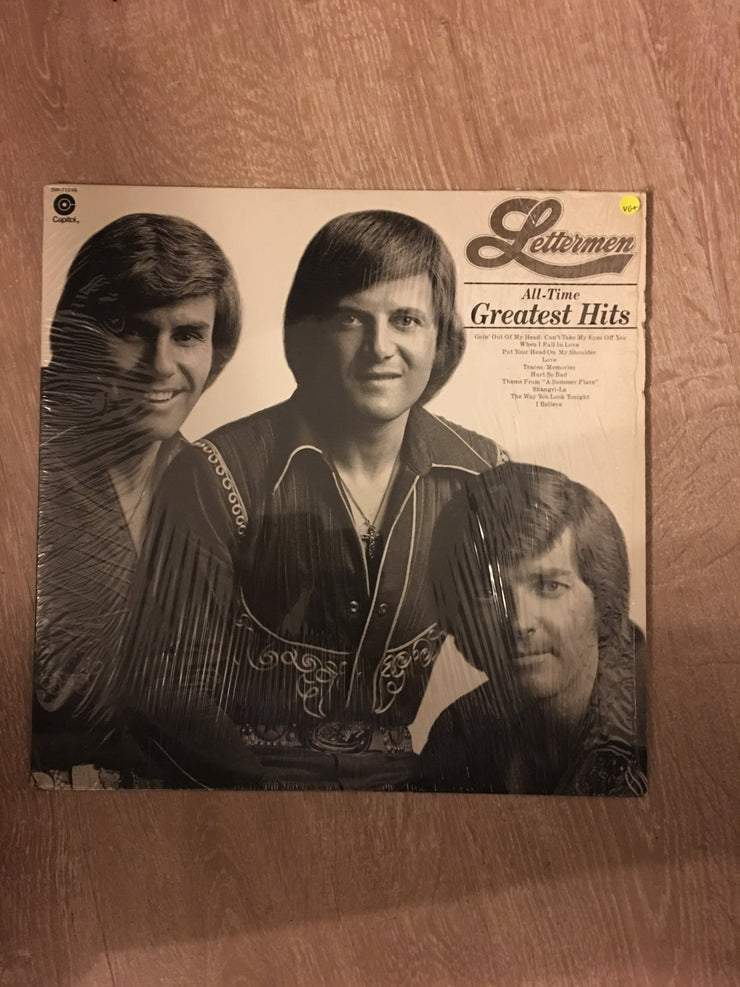 SW-11249
Capitol®
VG+
Lettermen
All-Time
Greatest Hits
Goin' Out Of My Head/Can't Take My Eyes Off You
When I Fall In Love
Put Your Head On My Shoulder
Love
Traces/Memories
Hurt So Bad
Theme From "A Summer Place"
Shangri-La
The Way You Look Tonight
I Believe